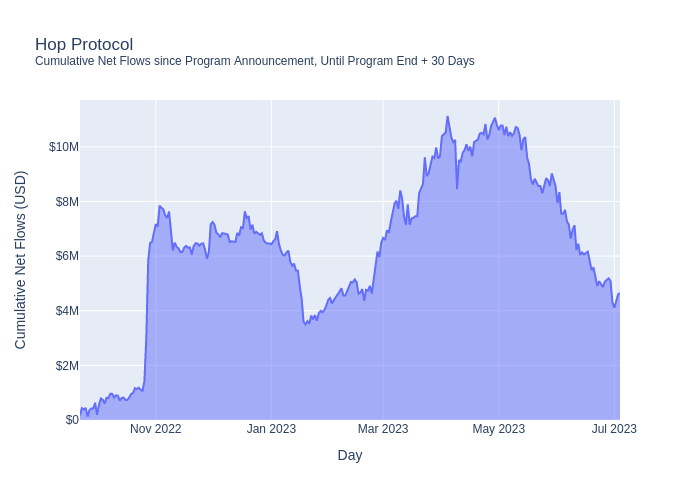 Hop Protocol
Cumulative Net Flows since Program Announcement, Until Program End + 30 Days
Cumulative Net Flows (USD)
$10M
$8M
$6M
$4M
$2M
$0
Nov 2022 Jan 2023 Mar 2023 May 2023 Jul 2023
Day